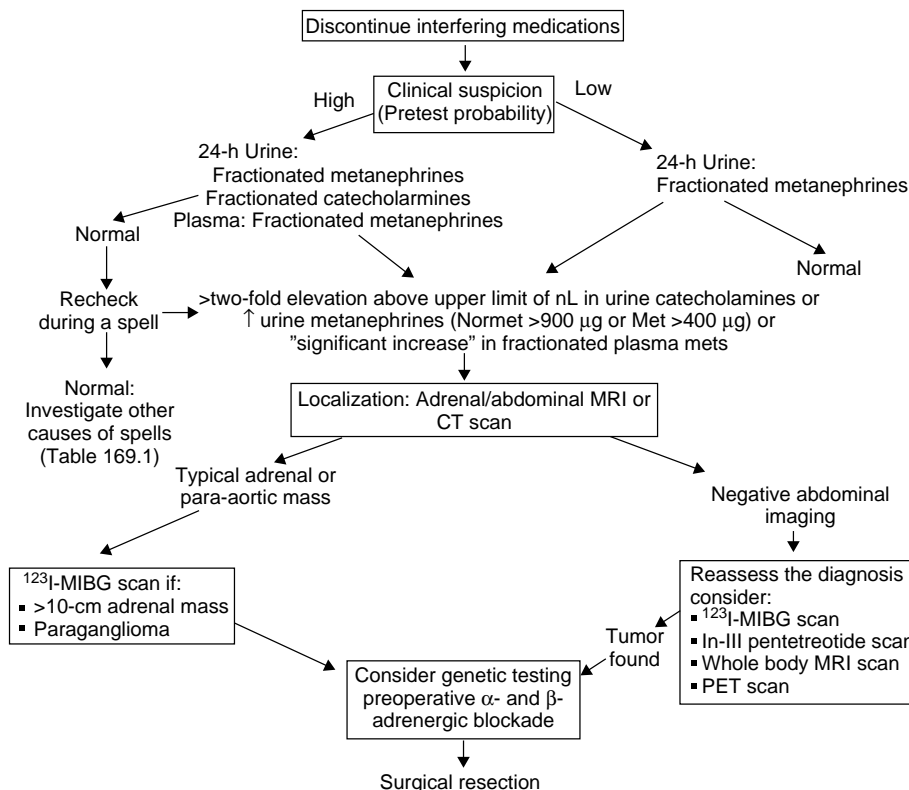 Discontinue interfering medications
Clinical suspicion
(Pretest probability)
High
Low
24-h Urine:
Fractionated metanephrines
Fractionated catecholarmines
Plasma: Fractionated metanephrines
24-h Urine:
Fractionated metanephrines
Normal
Normal
Recheck
during a spell
>two-fold elevation above upper limit of nL in urine catecholamines or
↑ urine metanephrines (Normet >900 μg or Met >400 μg) or
"significant increase" in fractionated plasma mets
Normal:
Investigate other
causes of spells
(Table 169.1)
Localization: Adrenal/abdominal MRI or
CT scan
Typical adrenal or
para-aortic mass
Negative abdominal
imaging
¹²³I-MIBG scan if:
▪ >10-cm adrenal mass
▪ Paraganglioma
Reassess the diagnosis
consider:
▪ ¹²³I-MIBG scan
▪ In-III pentetreotide scan
▪ Whole body MRI scan
▪ PET scan
Tumor
found
Consider genetic testing
preoperative α- and β-
adrenergic blockade
Surgical resection